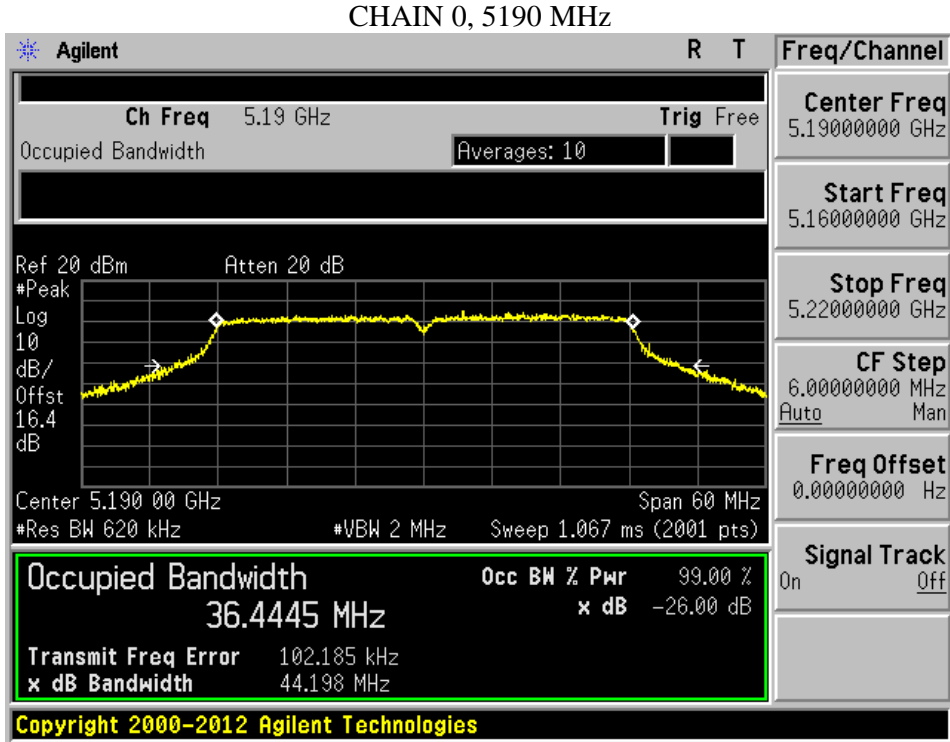 CHAIN 0, 5190 MHz
Agilent R T Freq/Channel
Ch Freq 5.19 GHz Trig Free
Occupied Bandwidth Averages: 10
Center Freq
5.19000000 GHz
Start Freq
5.16000000 GHz
Stop Freq
5.22000000 GHz
CF Step
6.00000000 MHz
Auto Man
Freq Offset
0.00000000 Hz
Signal Track
On Off
Ref 20 dBm Atten 20 dB
#Peak
Log
10
dB/
Offst
16.4
dB
Center 5.190 00 GHz Span 60 MHz
#Res BW 620 kHz #VBW 2 MHz Sweep 1.067 ms (2001 pts)
Occupied Bandwidth Occ BW % Pwr 99.00 %
36.4445 MHz x dB -26.00 dB
Transmit Freq Error 102.185 kHz
x dB Bandwidth 44.198 MHz
Copyright 2000-2012 Agilent Technologies